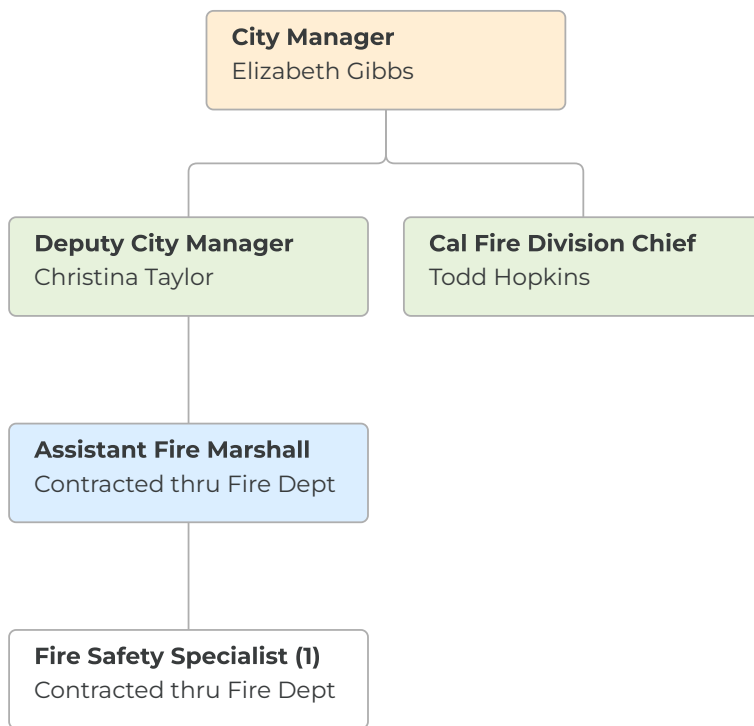 City Manager
Elizabeth Gibbs
Deputy City Manager
Christina Taylor
Cal Fire Division Chief
Todd Hopkins
Assistant Fire Marshall
Contracted thru Fire Dept
Fire Safety Specialist (1)
Contracted thru Fire Dept